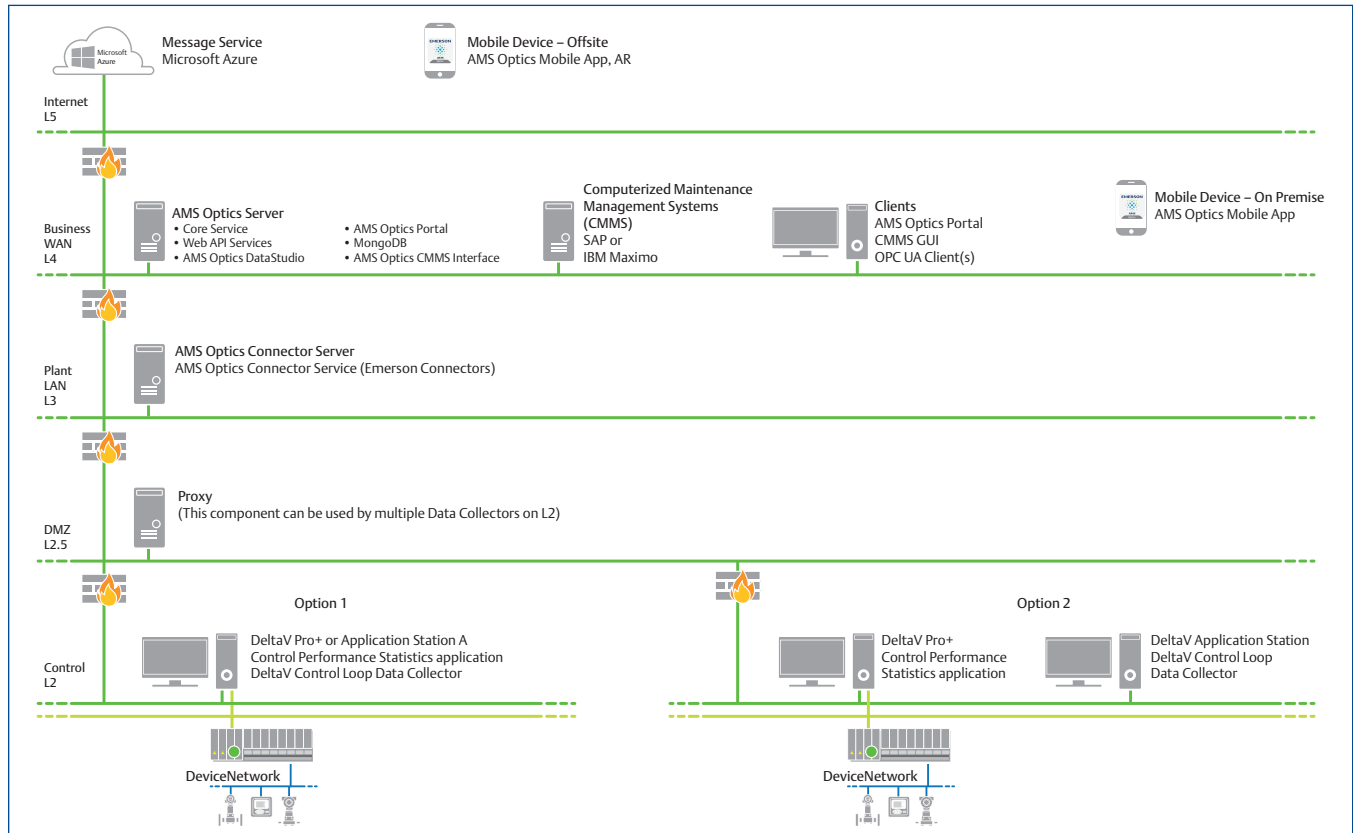 Microsoft
Azure
Message Service
Microsoft Azure
EMERSON
Mobile Device – Offsite
AMS Optics Mobile App, AR
Internet
L5
Business
WAN
L4
AMS Optics Server
• Core Service
• Web API Services
• AMS Optics DataStudio
• AMS Optics Portal
• MongoDB
• AMS Optics CMMS Interface
Computerized Maintenance
Management Systems
(CMMS)
SAP or
IBM Maximo
Clients
AMS Optics Portal
CMMS GUI
OPC UA Client(s)
EMERSON
Mobile Device – On Premise
AMS Optics Mobile App
Plant
LAN
L3
AMS Optics Connector Server
AMS Optics Connector Service (Emerson Connectors)
DMZ
L2.5
Proxy
(This component can be used by multiple Data Collectors on L2)
Control
L2
Option 1
DeltaV Pro+ or Application Station A
Control Performance Statistics application
DeltaV Control Loop Data Collector
DeviceNetwork
Option 2
DeltaV Pro+
Control Performance
Statistics application
DeltaV Application Station
DeltaV Control Loop
Data Collector
DeviceNetwork